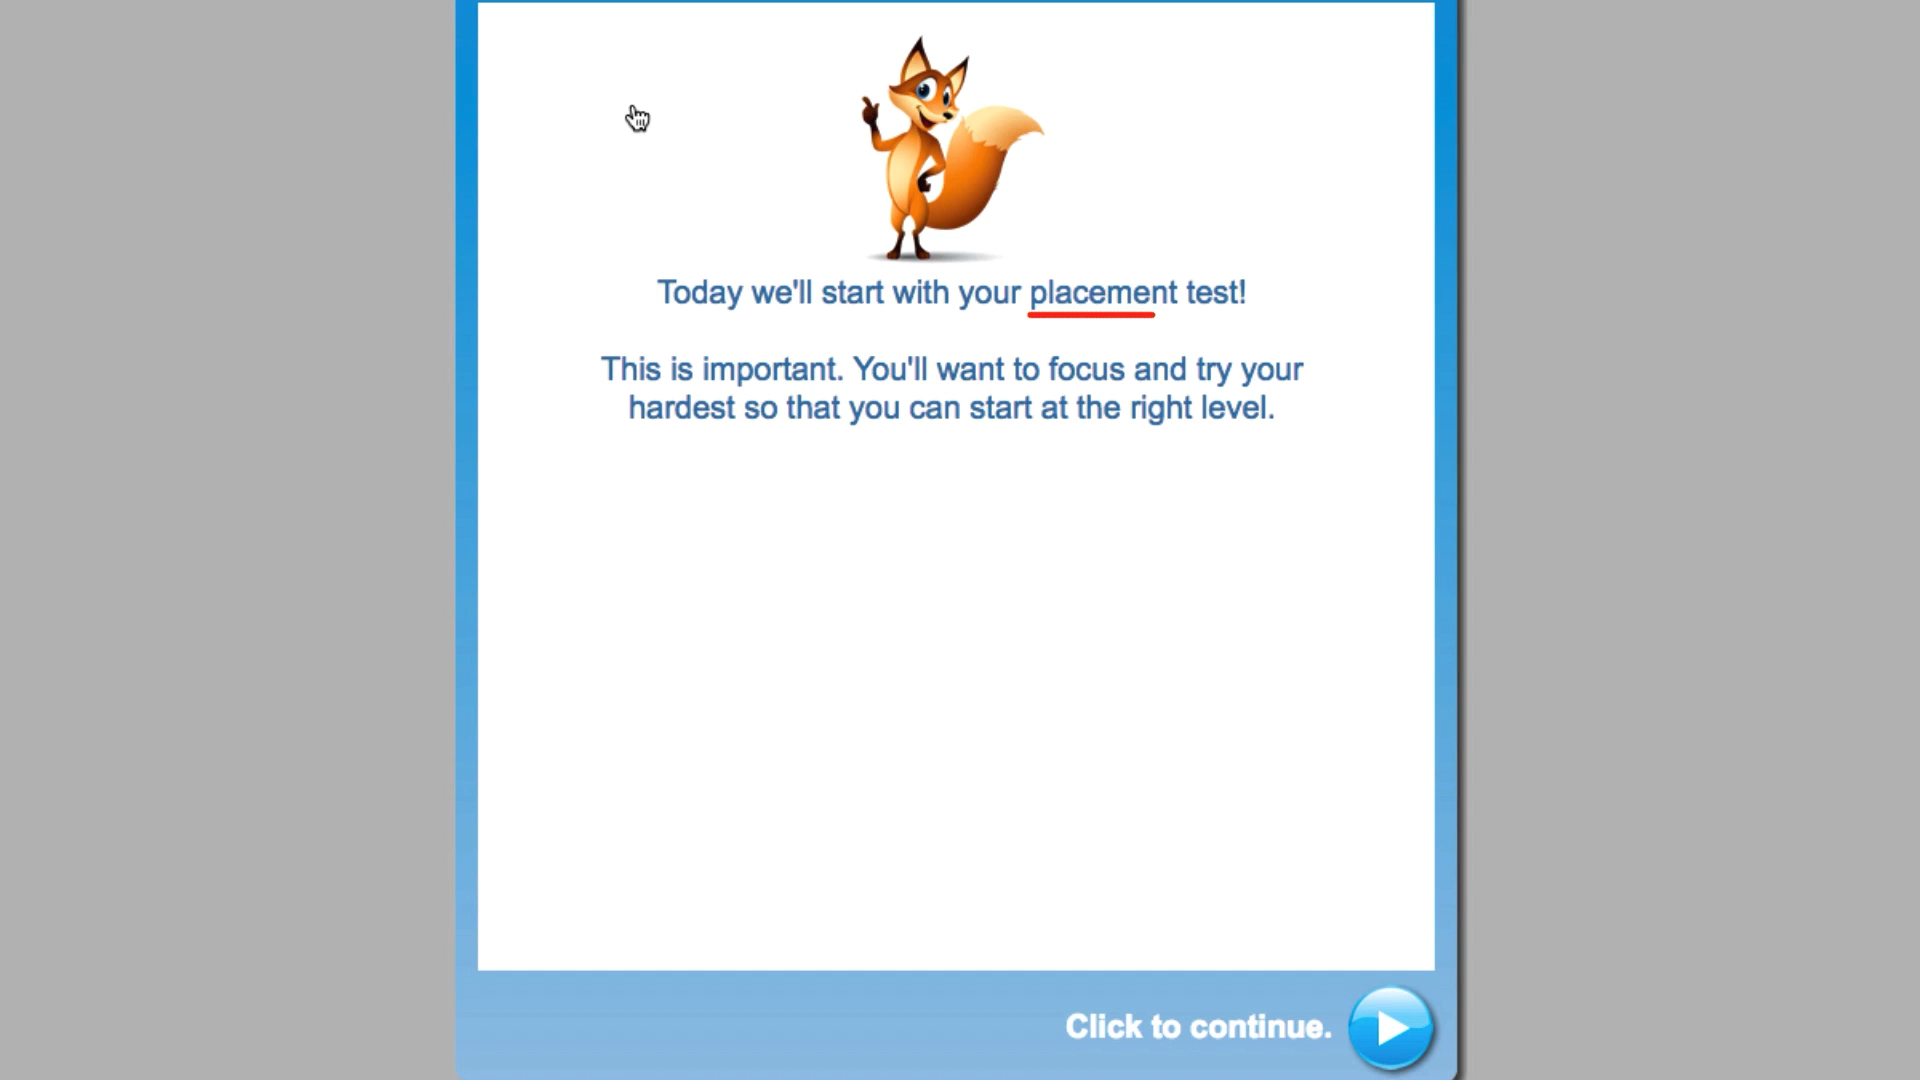 Today we'll start with your placement test!
This is important. You'll want to focus and try your
hardest so that you can start at the right level.
Click to continue.